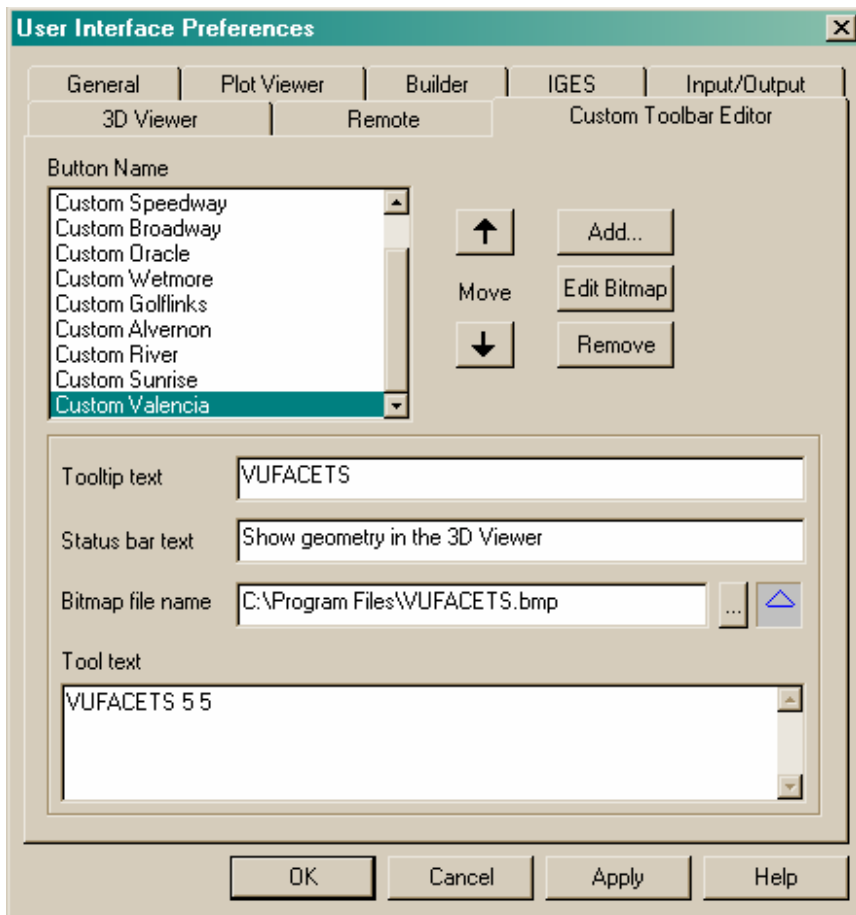 User Interface Preferences
General Plot Viewer Builder IGES Input/Output
3D Viewer Remote Custom Toolbar Editor
Button Name
Custom Speedway
Custom Broadway
Custom Oracle
Custom Wetmore
Custom Golflinks
Custom Alvernon
Custom River
Custom Sunrise
Custom Valencia
Move
Add...
Edit Bitmap
Remove
Tooltip text VUFACETS
Status bar text Show geometry in the 3D Viewer
Bitmap file name C:\Program Files\VUFACETS.bmp ...
Tool text
VUFACETS 5 5
OK Cancel Apply Help